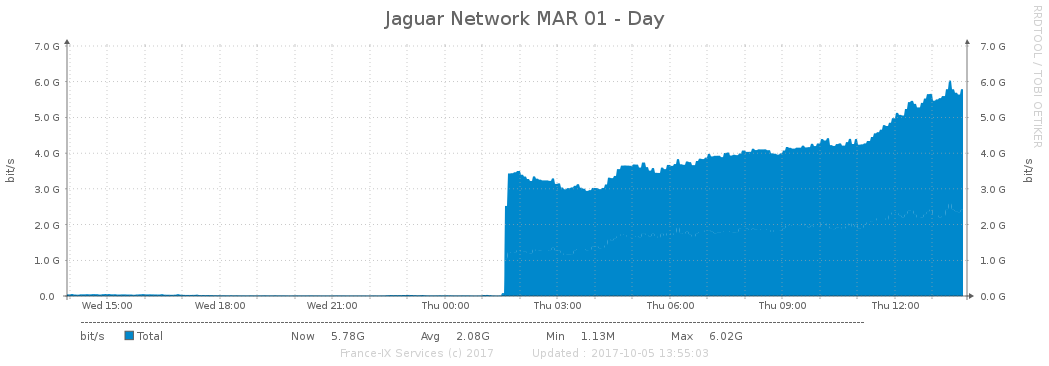 Jaguar Network MAR 01 - Day
RRDTOOL / TOBI OETIKER
bit/s
7.0 G
6.0 G
5.0 G
4.0 G
3.0 G
2.0 G
1.0 G
0.0
7.0 G
6.0 G
5.0 G
4.0 G
3.0 G
2.0 G
1.0 G
0.0 G
bit/s
Wed 15:00 Wed 18:00 Wed 21:00 Thu 00:00 Thu 03:00 Thu 06:00 Thu 09:00 Thu 12:00
bit/s Total Now 5.78G Avg 2.08G Min 1.13M Max 6.02G
France-IX Services (c) 2017 Updated : 2017-10-05 13:55:03